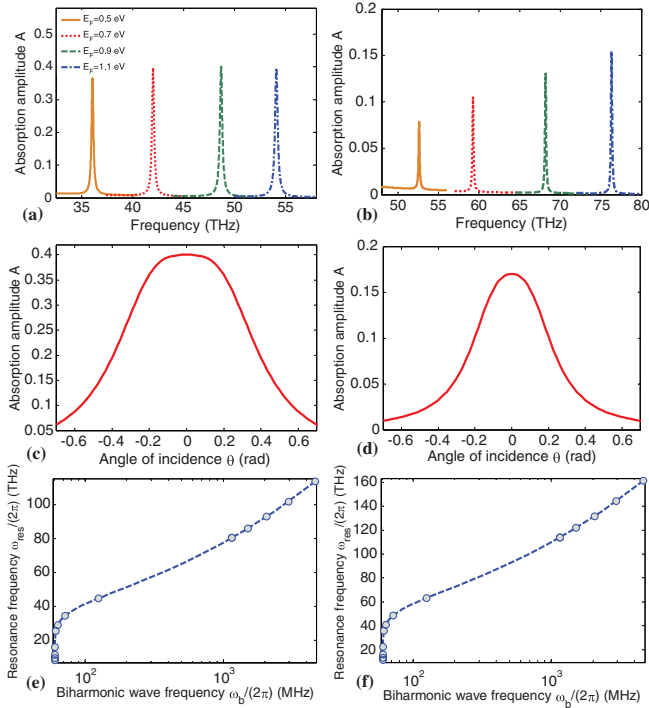 Absorption amplitude A
0.5
0.4
0.3
0.2
0.1
0
E_F=0.5 eV
E_F=0.7 eV
E_F=0.9 eV
E_F=1.1 eV
35 40 45 50 55
(a) Frequency (THz)
Absorption amplitude A
0.2
0.15
0.1
0.05
0
50 55 60 65 70 75 80
(b) Frequency (THz)
Absorption amplitude A
0.4
0.35
0.3
0.25
0.2
0.15
0.1
0.05
-0.6 -0.4 -0.2 0 0.2 0.4 0.6
(c) Angle of incidence θ (rad)
Absorption amplitude A
0.2
0.15
0.1
0.05
0
-0.6 -0.4 -0.2 0 0.2 0.4 0.6
(d) Angle of incidence θ (rad)
Resonance frequency ω_res/(2π) (THz)
100
80
60
40
20
10^2 10^3
(e) Biharmonic wave frequency ω_b/(2π) (MHz)
Resonance frequency ω_res/(2π) (THz)
160
140
120
100
80
60
40
20
10^2 10^3
(f) Biharmonic wave frequency ω_b/(2π) (MHz)